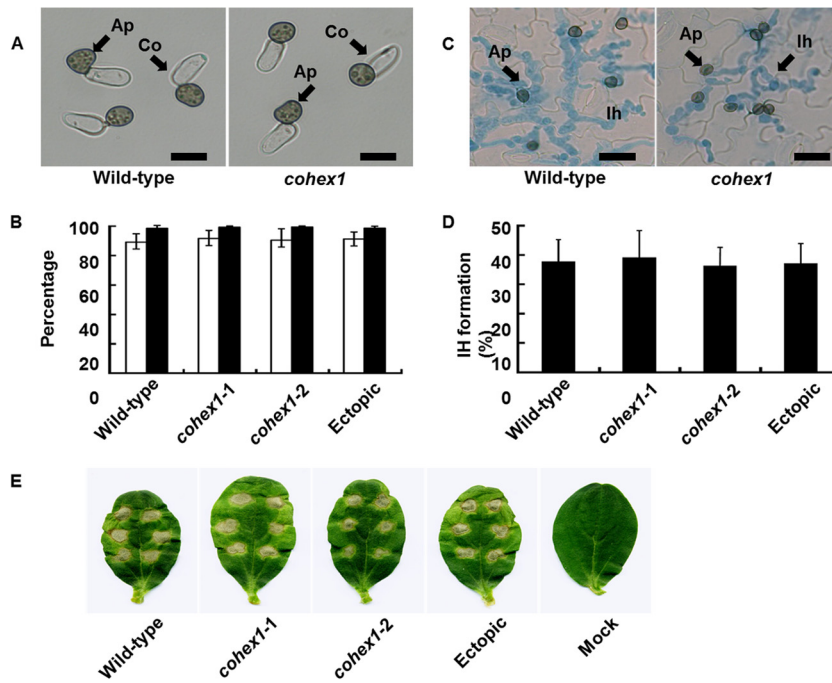 A
Ap
Co
Co
Ap
Wild-type
cohex1
C
Ap
Ih
Ap
Ih
Wild-type
cohex1
B
Percentage
100
80
60
40
20
0
Wild-type
cohex1-1
cohex1-2
Ectopic
D
IH formation
(%)
50
40
30
20
10
0
Wild-type
cohex1-1
cohex1-2
Ectopic
E
Wild-type
cohex1-1
cohex1-2
Ectopic
Mock